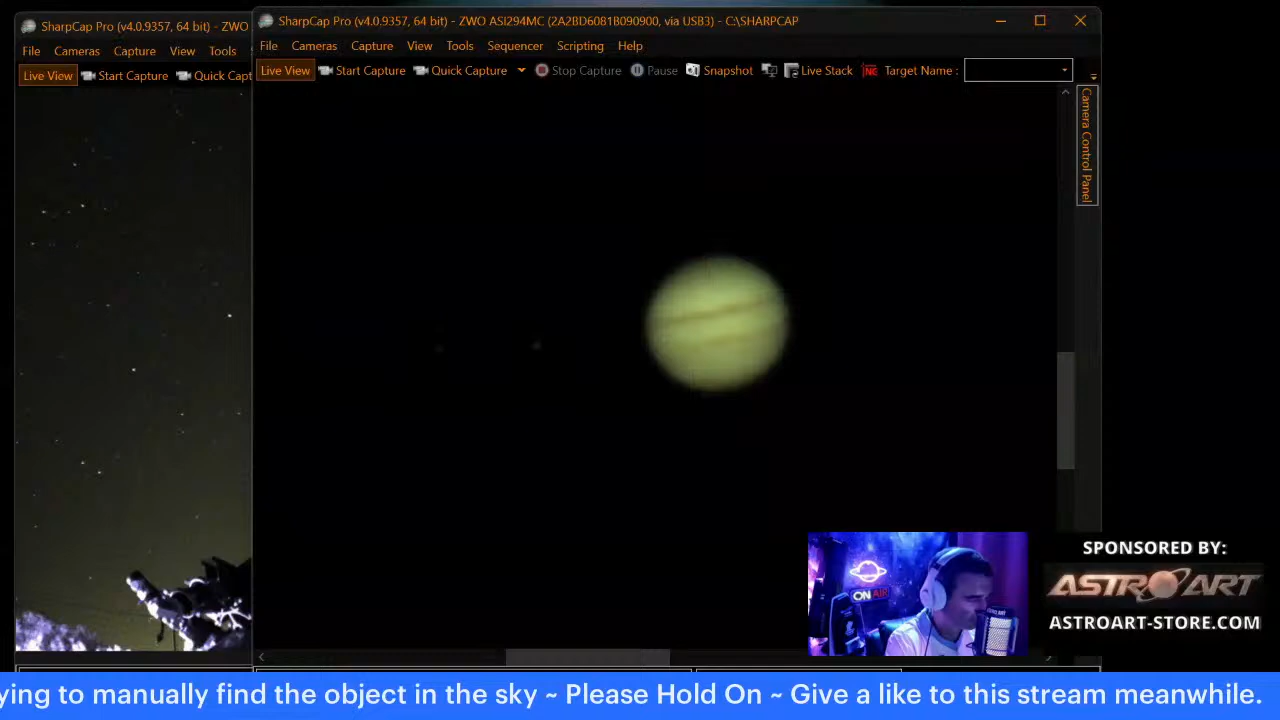 SharpCap Pro (v4.0.9357, 64 bit) - ZWO
File Cameras Capture View Tools
Live View Start Capture Quick Capt
SharpCap Pro (v4.0.9357, 64 bit) - ZWO ASI294MC (2A2BD6081B090900, via USB3) - C:\SHARPCAP
File Cameras Capture View Tools Sequencer Scripting Help
Live View Start Capture Quick Capture Stop Capture Pause Snapshot Live Stack NG Target Name :
Camera Control Panel
ON AIR
SPONSORED BY:
ASTROART
ASTROART-STORE.COM
ying to manually find the object in the sky ~ Please Hold On ~ Give a like to this stream meanwhile.